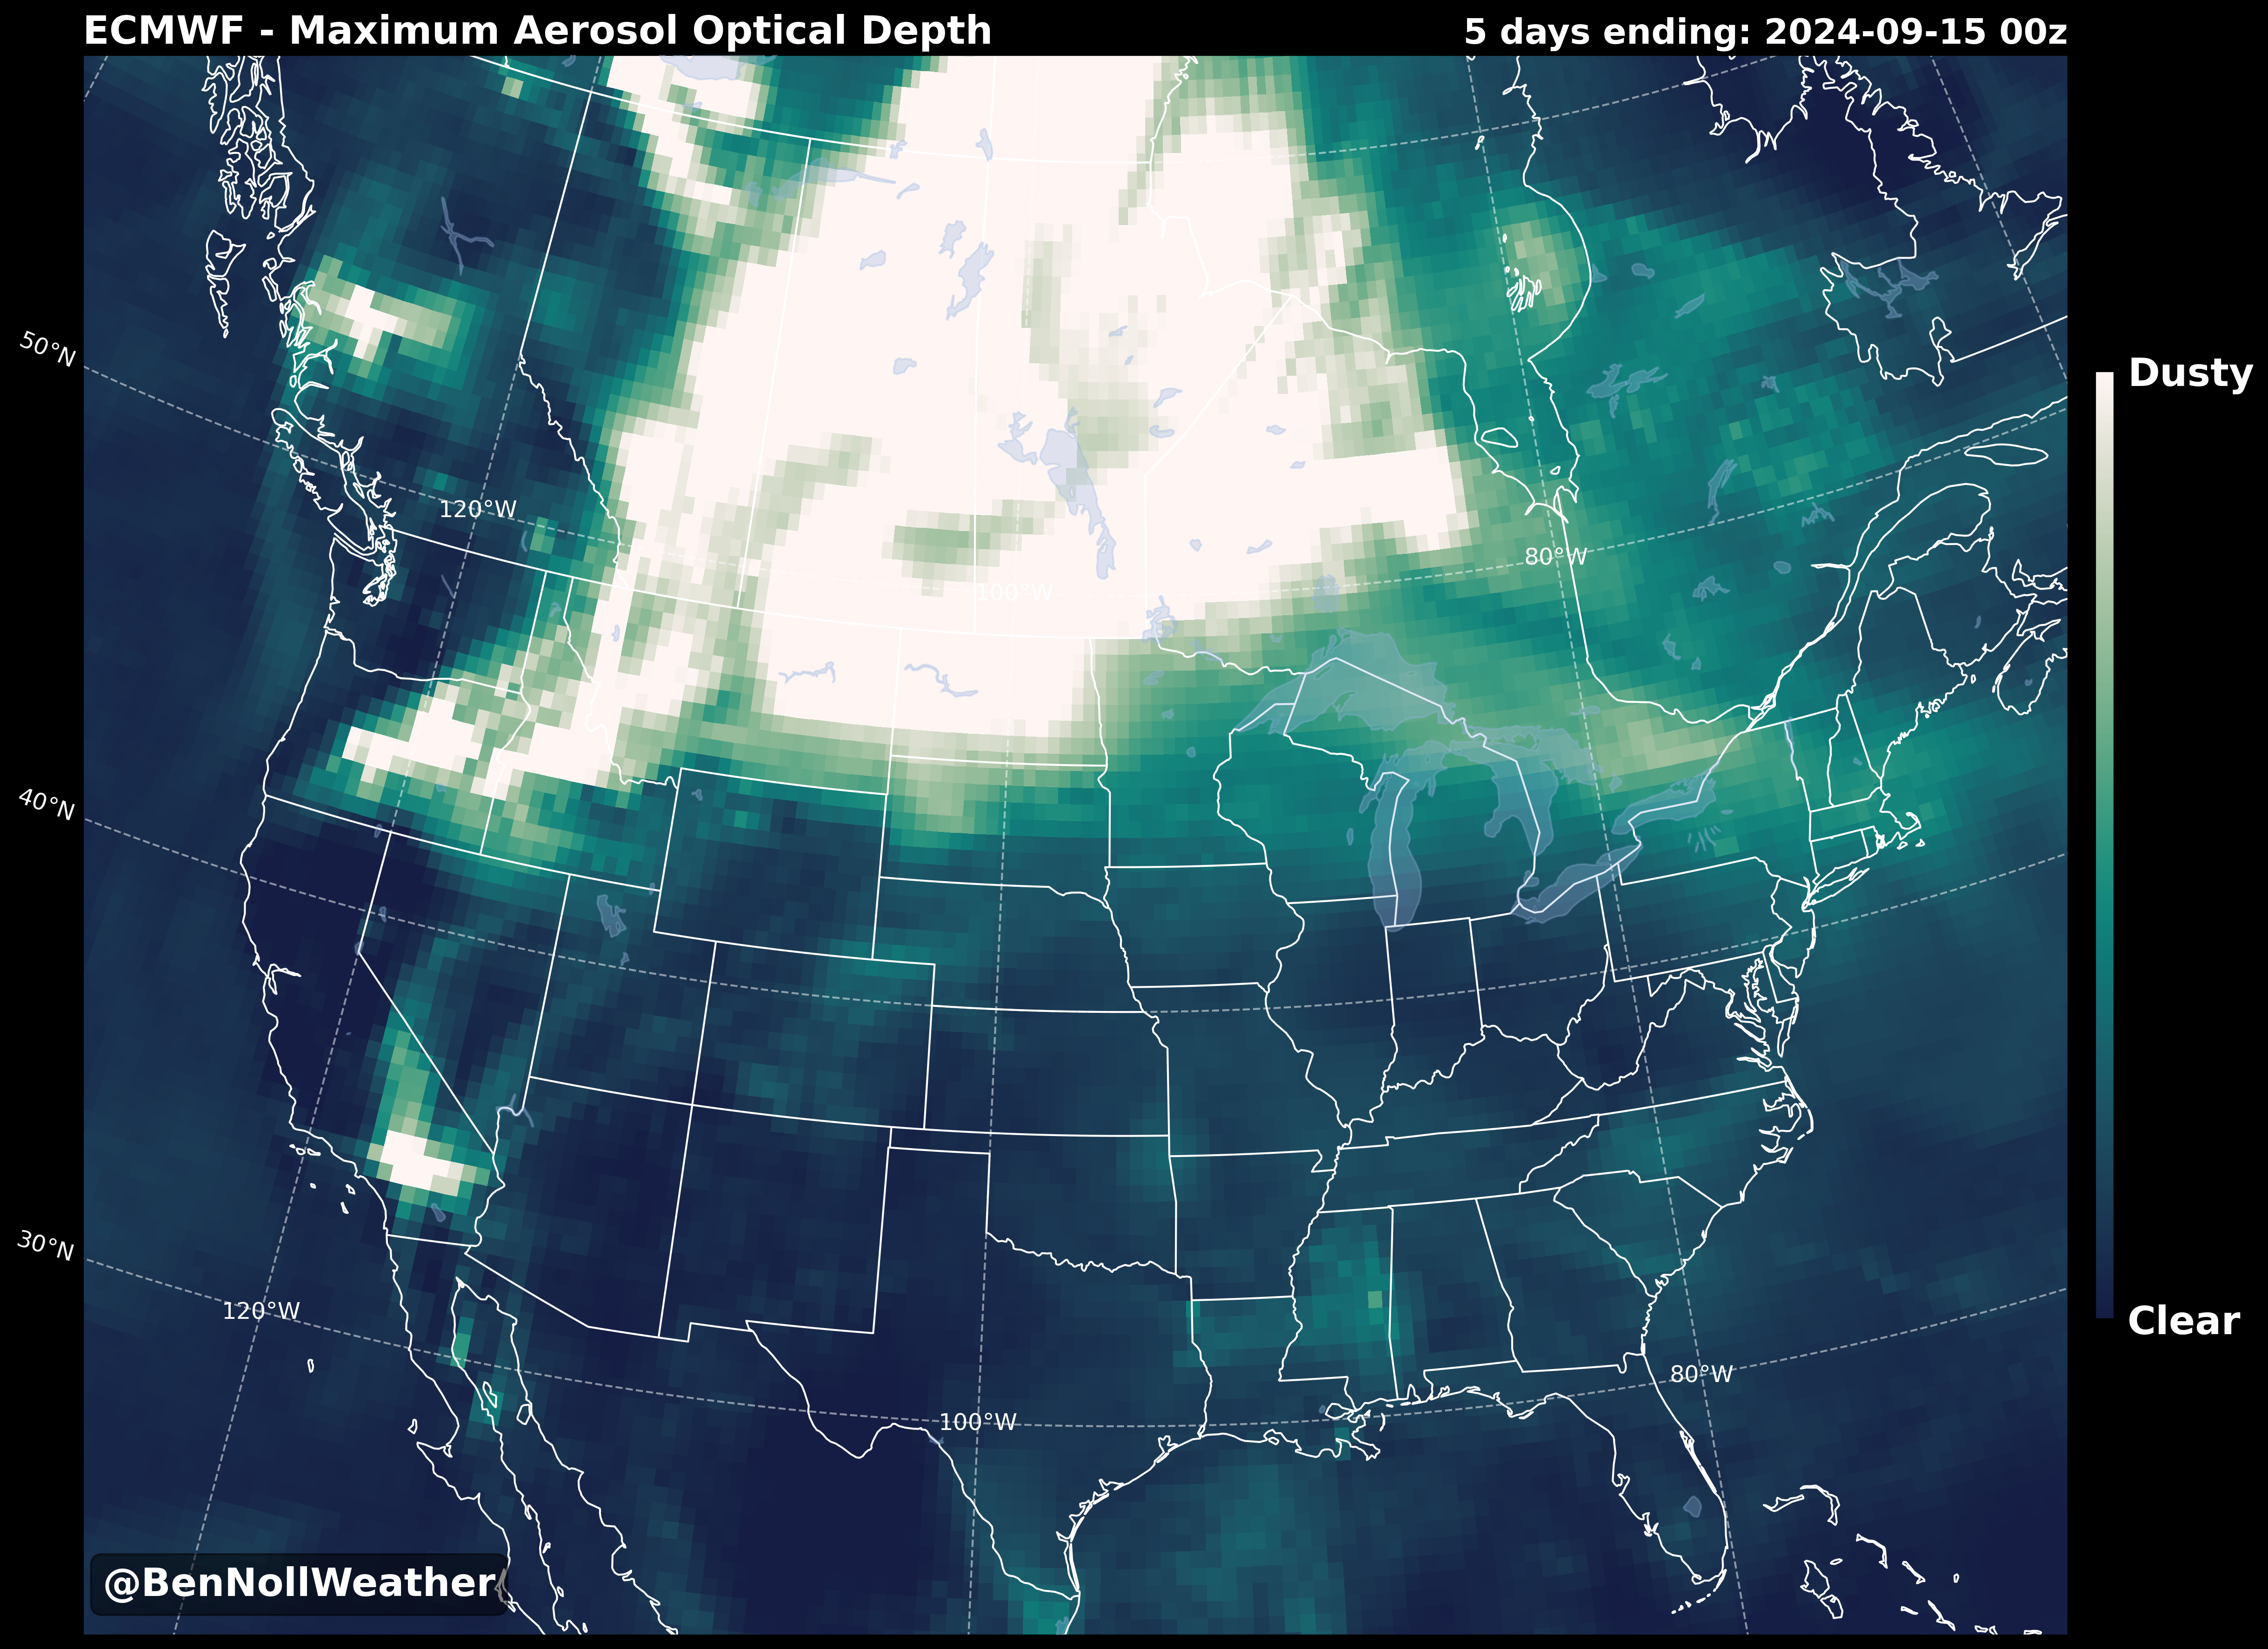 ECMWF - Maximum Aerosol Optical Depth
5 days ending: 2024-09-15 00z
50°N
Dusty
120°W
80°W
100°W
40°N
30°N
120°W
Clear
80°W
100°W
@BenNollWeather